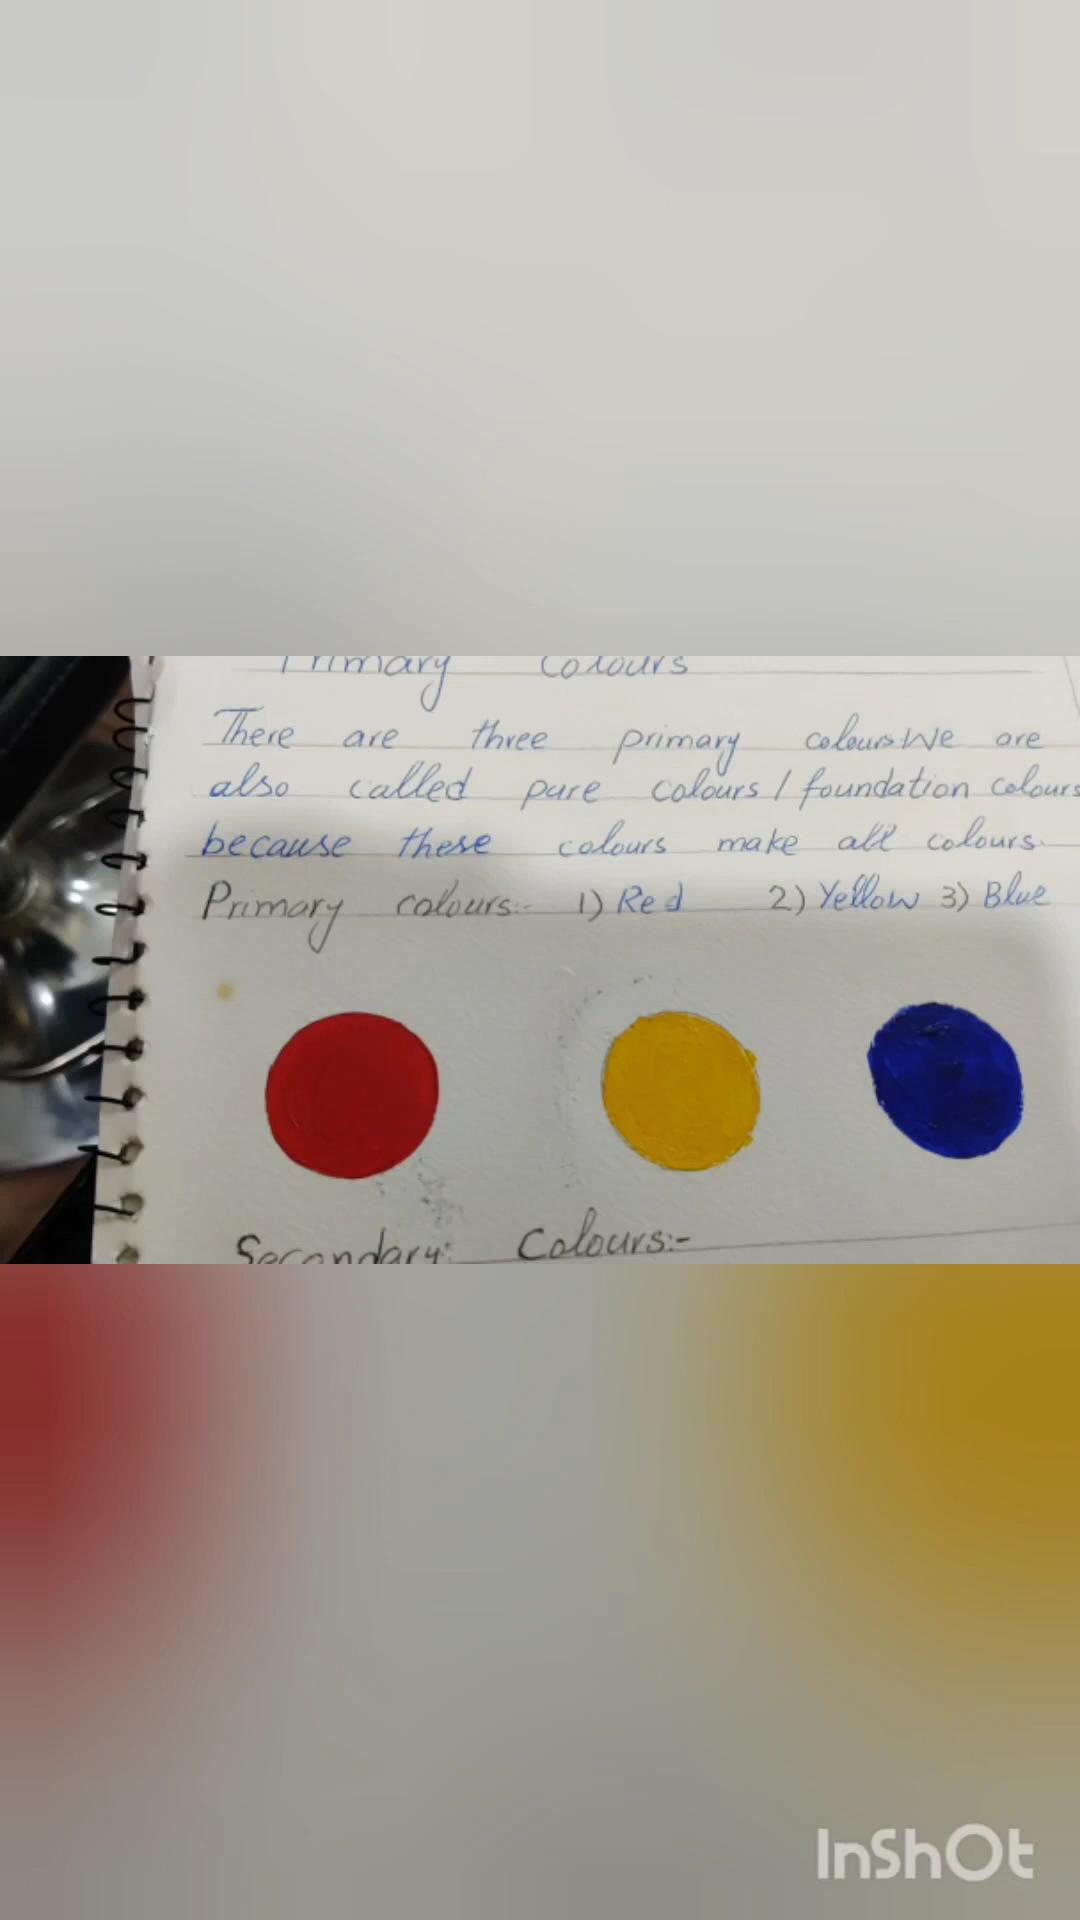 Primary Colours
There are three primary colours We are
also called pure colours / foundation colours
because these colours make all colours.
Primary colours:- 1) Red 2) Yellow 3) Blue
Secondary: Colours:-
InShOt